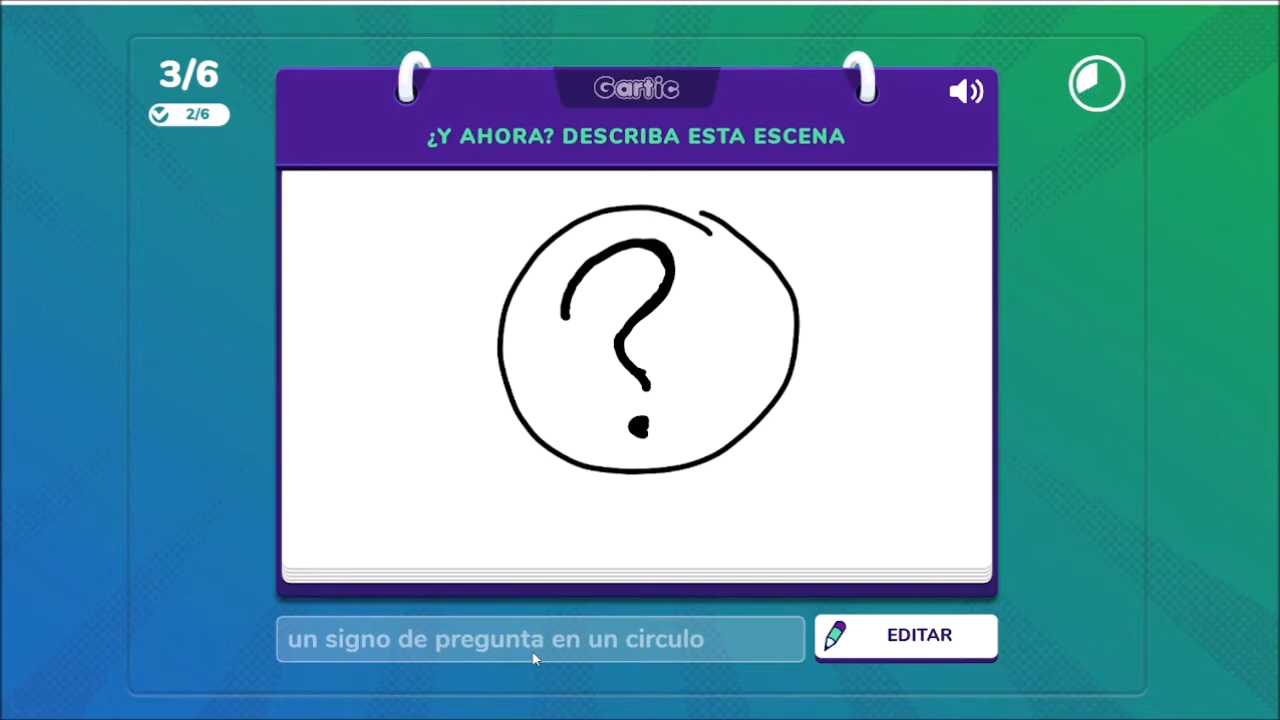 3/6
2/6
Gartic
¿Y AHORA? DESCRIBA ESTA ESCENA
?
un signo de pregunta en un circulo
EDITAR